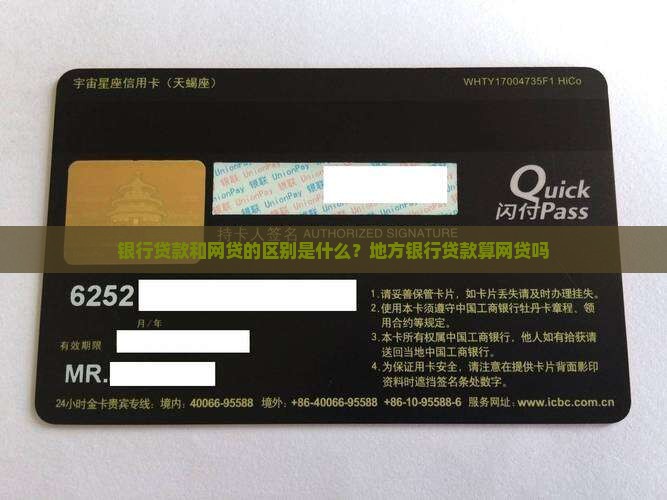 宇宙星座信用卡（天蝎座）
WHTY17004735F1 HiCo
UnionPay 银联 UnionPay 银联 UnionPay
Quick
闪付Pass
持卡人签名 AUTHORIZED SIGNATURE
银行贷款和网贷的区别是什么？地方银行贷款算网贷吗
6252
月/年
有效期限
MR.
1.请妥善保管卡片，如卡片丢失请及时办理挂失。
2.使用本卡须遵守中国工商银行牡丹卡章程、领
用合约等规定。
3.本卡所有权属中国工商银行，他人如有拾获请
送回当地中国工商银行。
4.为保证用卡安全，请注意在提供卡片背面影印
资料时遮挡签名条处数字。
24小时金卡贵宾专线：境内：40066-95588 境外：+86-40066-95588 +86-10-95588-6 服务网址：www.icbc.com.cn